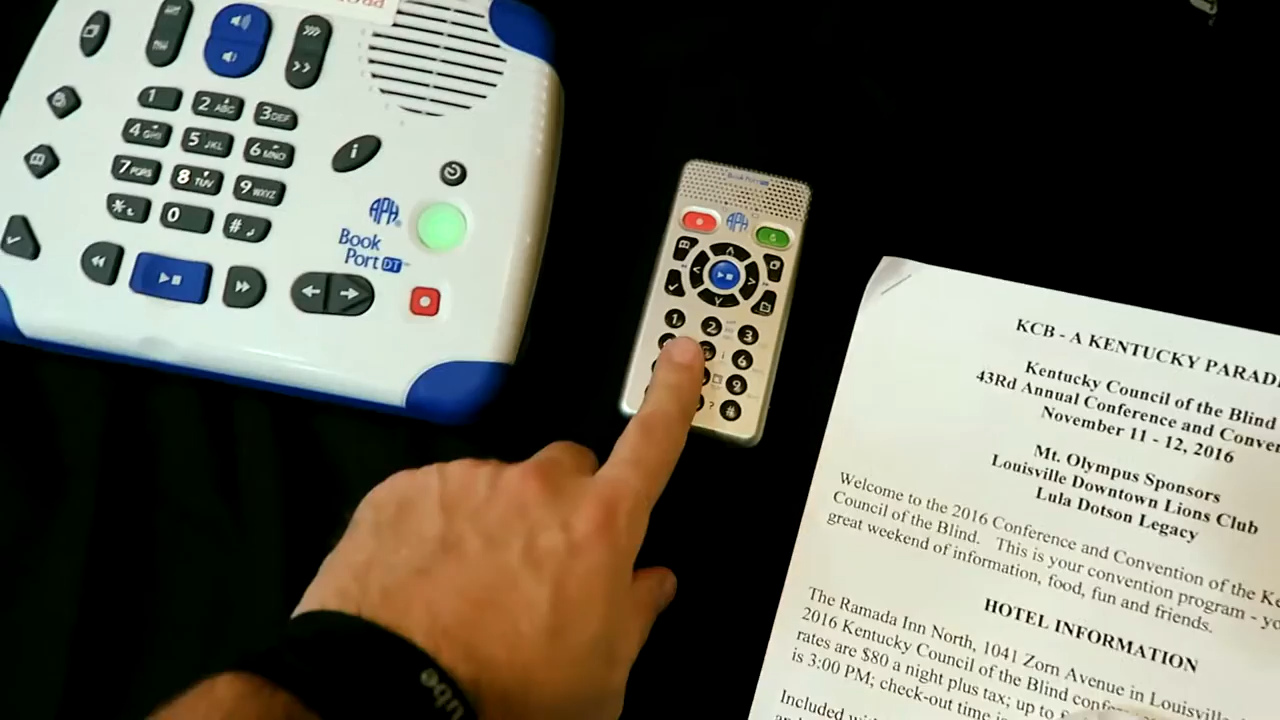 1
2 ABC
3 DEF
4 GHI
5 JKL
6 MNO
7 PQRS
8 TUV
9 WXYZ
*
0
#
i
APH
Book
Port DT
Book Port
APH
1
2
3
6
9
#
?
KCB - A KENTUCKY
Kentucky Council of the Blind
43Rd Annual Conference and
November 11 - 12, 2016
Mt. Olympus Sponsors
Louisville Downtown Lions Club
Lula Dotson Legacy
Welcome to the 2016 Conference and Convention of the
Council of the Blind. This is your convention program -
great weekend of information, food, fun and friends.
HOTEL INFORMATION
The Ramada Inn North, 1041 Zorn Avenue in
2016 Kentucky Council of the Blind
rates are $80 a night plus tax; up to
is 3:00 PM; check-out time
Included
ube